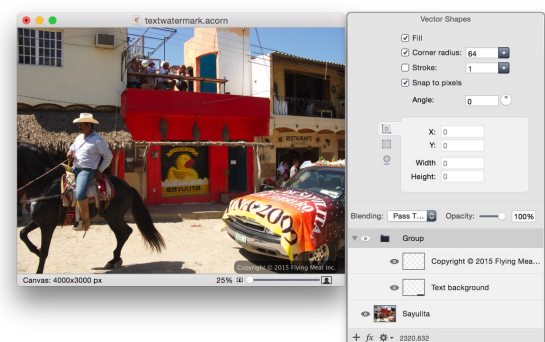 textwatermark.acorn
RESTAURANTE
SAYULITA
Copyright © 2015 Flying Meat Inc.
Canvas: 4000x3000 px
25%
Vector Shapes
Fill
Corner radius: 64
Stroke: 1
Snap to pixels
Angle: 0
X: 0
Y: 0
Width 0
Height: 0
Blending: Pass T... Opacity: 100%
Group
Copyright © 2015 Flying Mea...
Text background
Sayulita
fx 2320,632